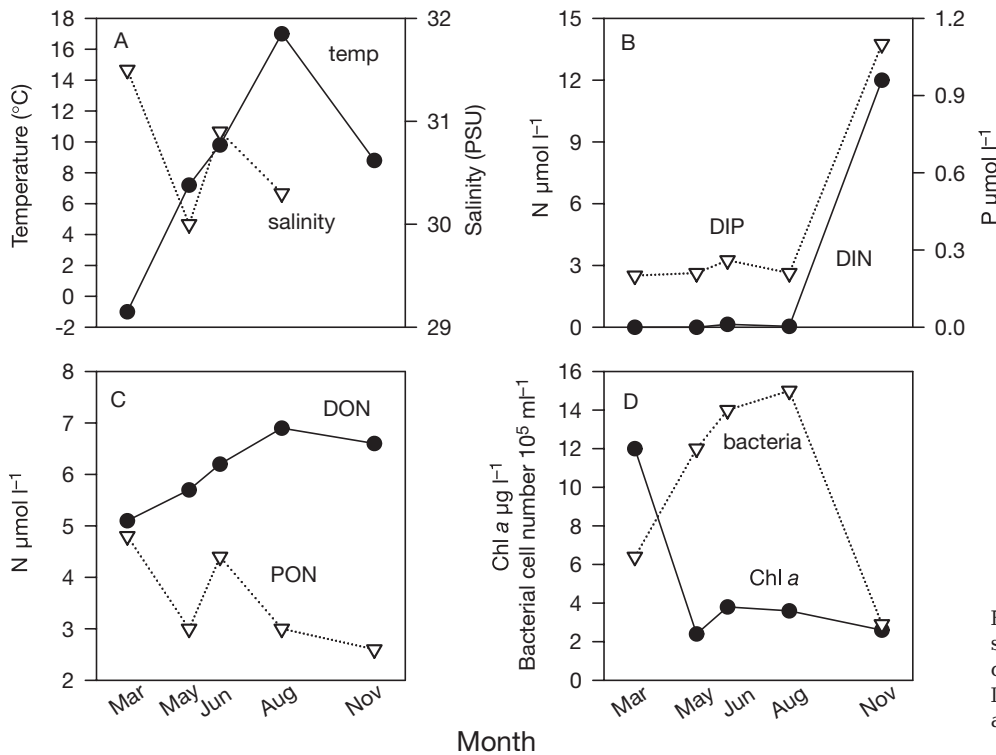 A
temp
salinity
Temperature (°C)
18
16
14
12
10
8
6
4
2
0
-2
32
31
30
29
Salinity (PSU)
B
DIP
DIN
N µmol l–1
15
12
9
6
3
0
1.2
0.9
0.6
0.3
0.0
P umol l–1
C
DON
PON
N µmol l–1
8
7
6
5
4
3
2
Mar
May
Jun
Aug
Nov
D
bacteria
Chl a
Chl a µg l–1
Bacterial cell number 10⁵ ml–1
16
14
12
10
8
6
4
2
0
Mar
May
Jun
Aug
Nov
Month